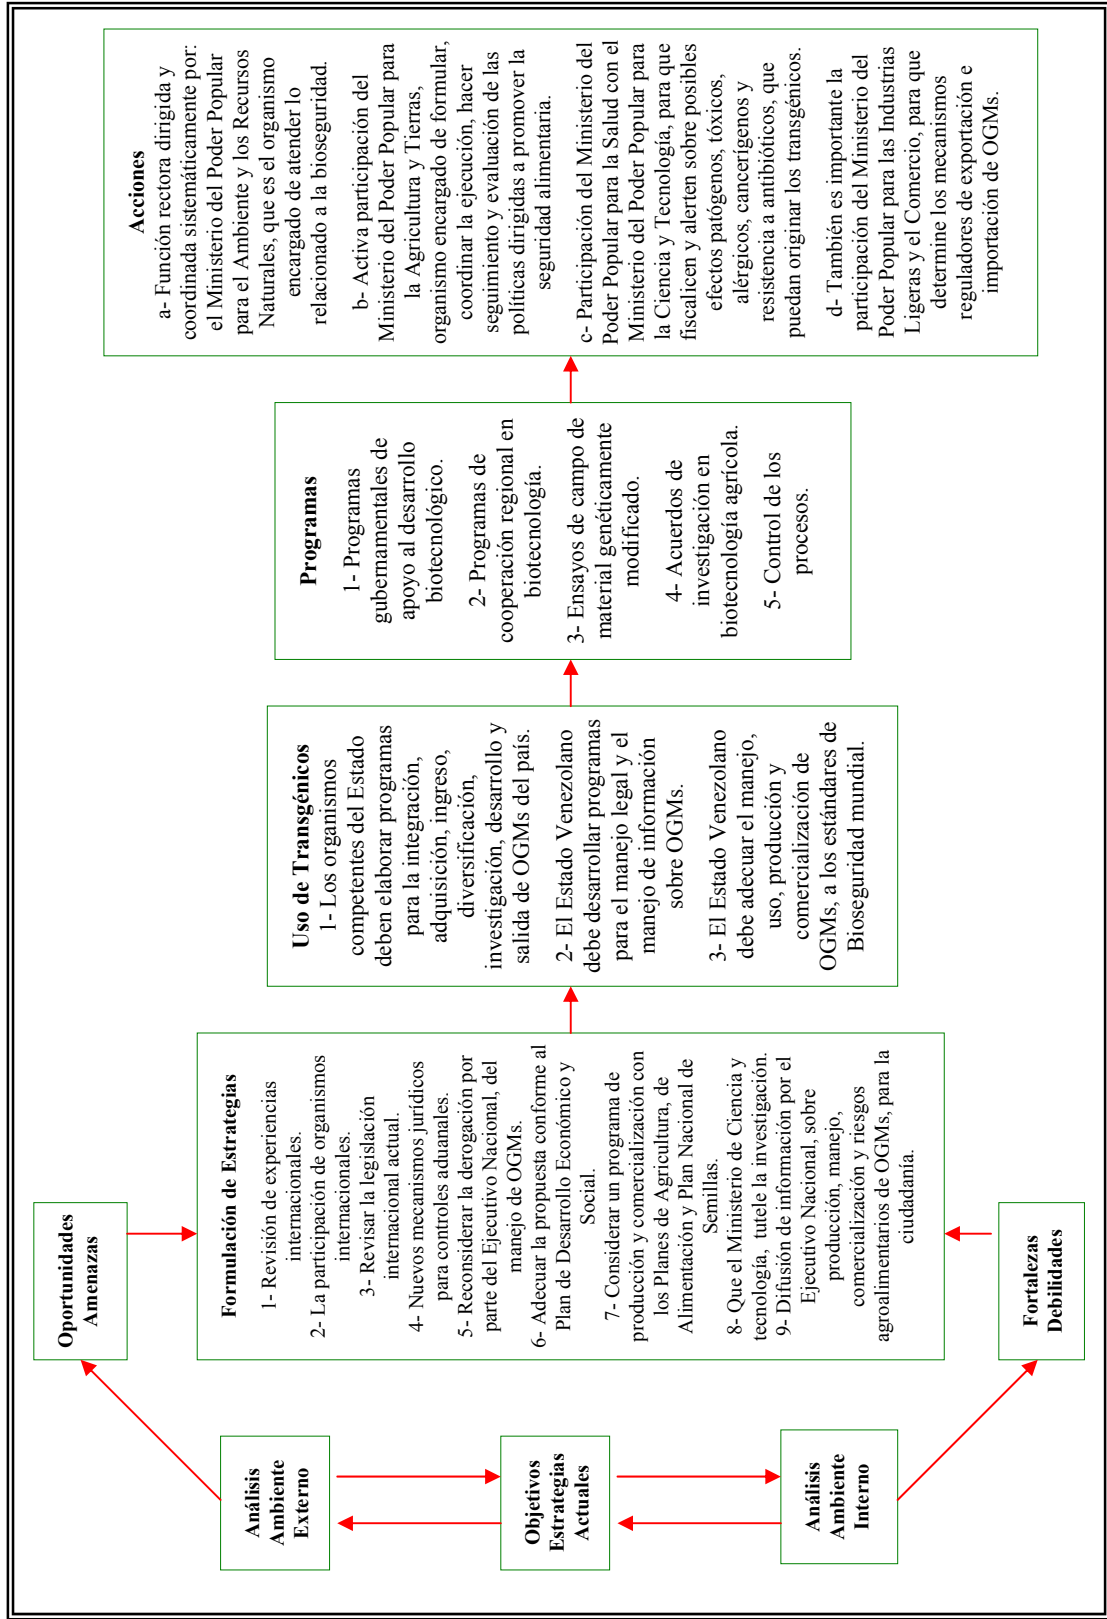 Oportunidades
Amenazas
Análisis
Ambiente
Externo
Objetivos
Estrategias
Actuales
Análisis
Ambiente
Interno
Fortalezas
Debilidades
Formulación de Estrategias
1- Revisión de experiencias
internacionales.
2- La participación de organismos
internacionales.
3- Revisar la legislación
internacional actual.
4- Nuevos mecanismos jurídicos
para controles aduanales.
5- Reconsiderar la derogación por
parte del Ejecutivo Nacional, del
manejo de OGMs.
6- Adecuar la propuesta conforme al
Plan de Desarrollo Económico y
Social.
7- Considerar un programa de
producción y comercialización con
los Planes de Agricultura, de
Alimentación y Plan Nacional de
Semillas.
8- Que el Ministerio de Ciencia y
tecnología, tutele la investigación.
9- Difusión de información por el
Ejecutivo Nacional, sobre
producción, manejo,
comercialización y riesgos
agroalimentarios de OGMs, para la
ciudadanía.
Uso de Transgénicos
1- Los organismos
competentes del Estado
deben elaborar programas
para la integración,
adquisición, ingreso,
diversificación,
investigación, desarrollo y
salida de OGMs del país.
2- El Estado Venezolano
debe desarrollar programas
para el manejo legal y el
manejo de información
sobre OGMs.
3- El Estado Venezolano
debe adecuar el manejo,
uso, producción y
comercialización de
OGMs, a los estándares de
Bioseguridad mundial.
Programas
1- Programas
gubernamentales de
apoyo al desarrollo
biotecnológico.
2- Programas de
cooperación regional en
biotecnología.
3- Ensayos de campo de
material genéticamente
modificado.
4- Acuerdos de
investigación en
biotecnología agrícola.
5- Control de los
procesos.
Acciones
a- Función rectora dirigida y
coordinada sistemáticamente por:
el Ministerio del Poder Popular
para el Ambiente y los Recursos
Naturales, que es el organismo
encargado de atender lo
relacionado a la bioseguridad.
b- Activa participación del
Ministerio del Poder Popular para
la Agricultura y Tierras,
organismo encargado de formular,
coordinar la ejecución, hacer
seguimiento y evaluación de las
políticas dirigidas a promover la
seguridad alimentaria.
c- Participación del Ministerio del
Poder Popular para la Salud con el
Ministerio del Poder Popular para
la Ciencia y Tecnología, para que
fiscalicen y alerten sobre posibles
efectos patógenos, tóxicos,
alérgicos, cancerígenos y
resistencia a antibióticos, que
puedan originar los transgénicos.
d- También es importante la
participación del Ministerio del
Poder Popular para las Industrias
Ligeras y el Comercio, para que
determine los mecanismos
reguladores de exportación e
importación de OGMs.